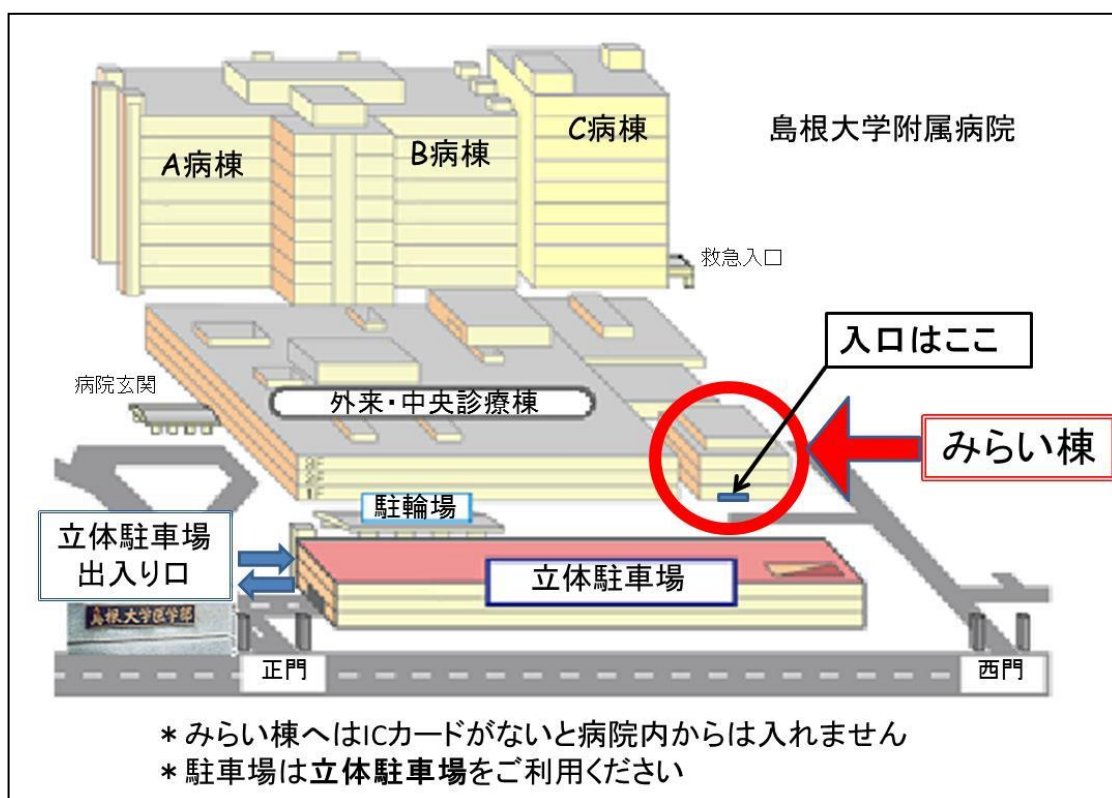 島根大学附属病院
A病棟
B病棟
C病棟
救急入口
入口はここ
病院玄関
外来・中央診療棟
みらい棟
駐輪場
立体駐車場
出入り口
立体駐車場
島根大学医学部
正門
西門
*みらい棟へはICカードがないと病院内からは入れません
*駐車場は立体駐車場をご利用ください